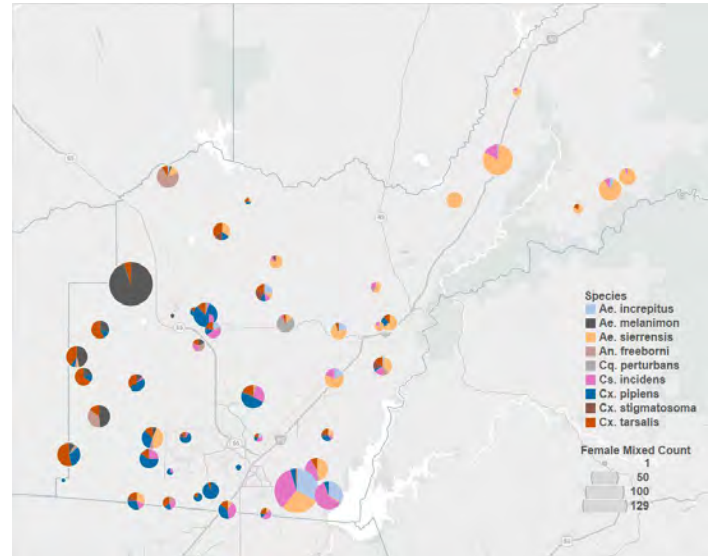 Species
Ae. increpitus
Ae. melanimon
Ae. sierrensis
An. freeborni
Cq. perturbans
Cs. incidens
Cx. pipiens
Cx. stigmatosoma
Cx. tarsalis
Female Mixed Count
1
50
100
129
65